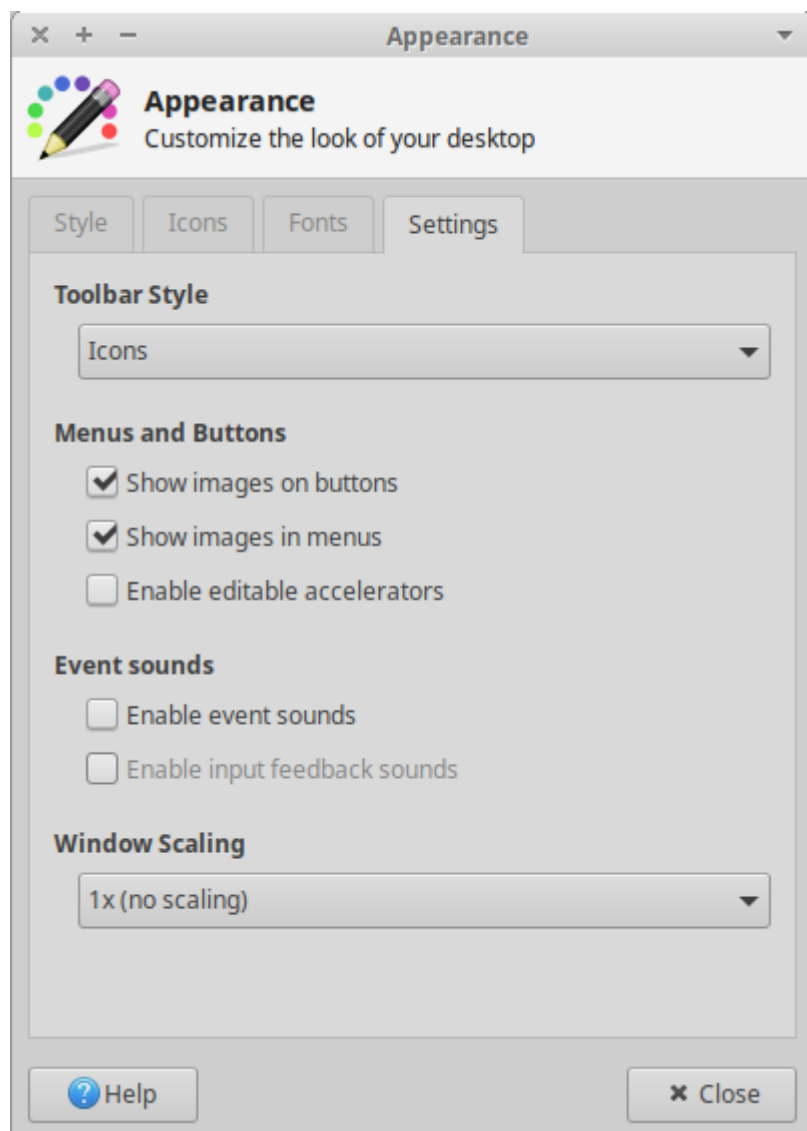 Appearance
Appearance
Customize the look of your desktop
Style Icons Fonts Settings
Toolbar Style
Icons
Menus and Buttons
Show images on buttons
Show images in menus
Enable editable accelerators
Event sounds
Enable event sounds
Enable input feedback sounds
Window Scaling
1x (no scaling)
Help Close